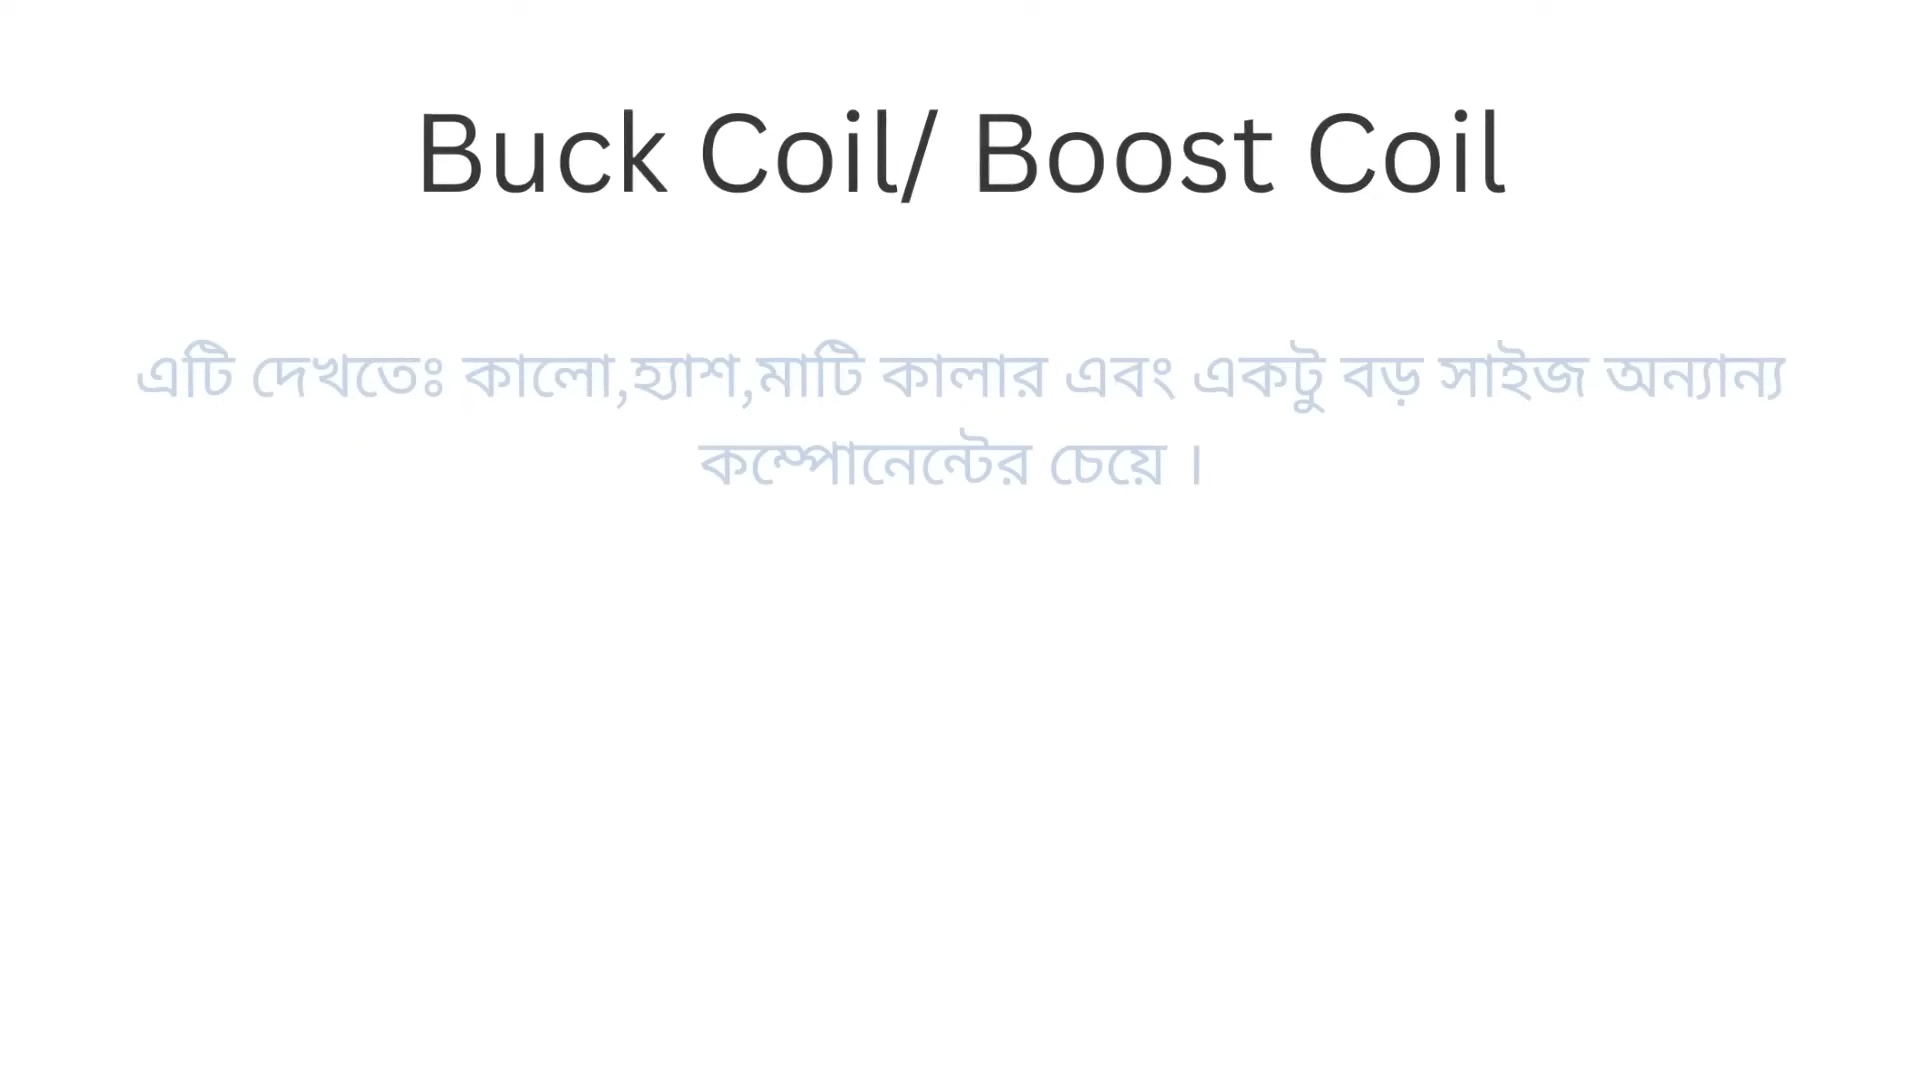 Buck Coil/ Boost Coil
এটি দেখতেঃ কালো,হ্যাশ,মাটি কালার এবং একটু বড় সাইজ অন্যান্য
কম্পোনেন্টের চেয়ে ।